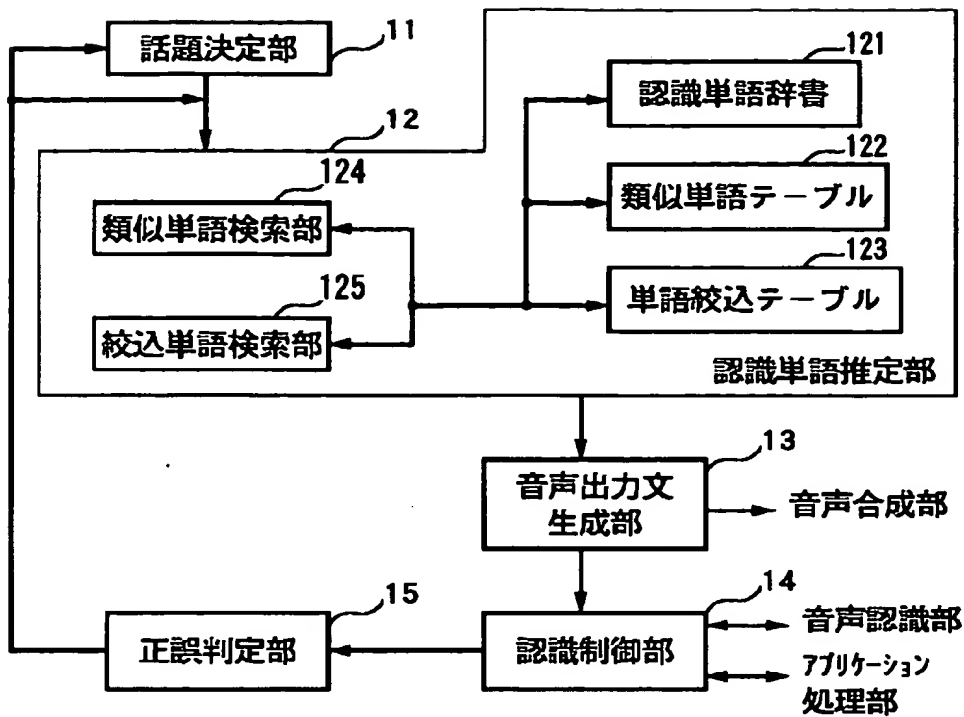 話題決定部
11
12
121
認識単語辞書
122
類似単語テーブル
123
単語絞込テーブル
124
類似単語検索部
125
絞込単語検索部
認識単語推定部
13
音声出力文
生成部
音声合成部
14
認識制御部
音声認識部
アプリケーション
処理部
15
正誤判定部